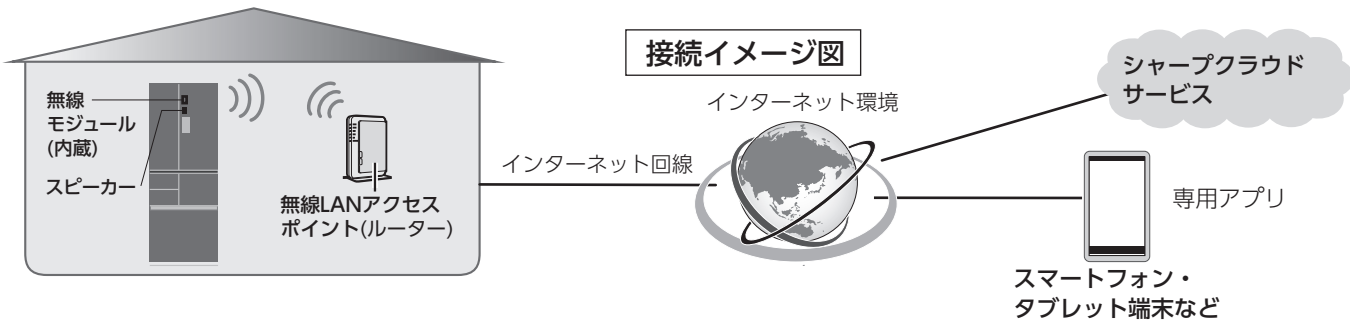 接続イメージ図
無線
モジュール
(内蔵)
スピーカー
無線LANアクセス
ポイント(ルーター)
インターネット回線
インターネット環境
シャープクラウド
サービス
専用アプリ
スマートフォン・
タブレット端末など